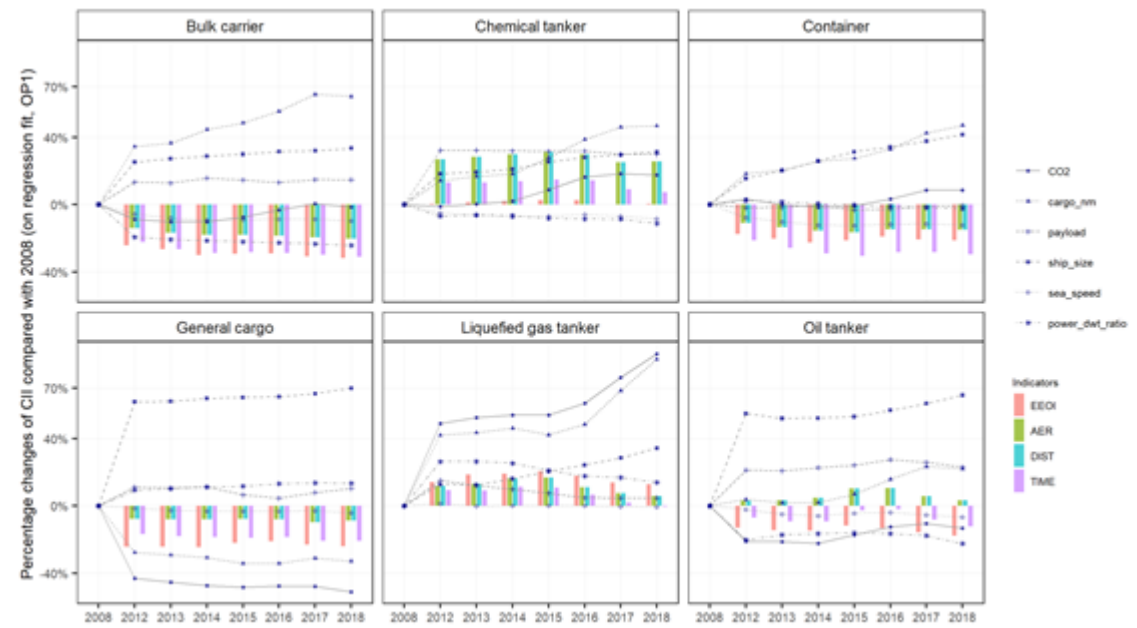 Percentage changes of CII compared with 2008 (on regression fit, OP1)
Bulk carrier
Chemical tanker
Container
70%
40%
0%
-40%
General cargo
Liquefied gas tanker
Oil tanker
70%
40%
0%
-40%
2008 2012 2013 2014 2015 2016 2017 2018
2008 2012 2013 2014 2015 2016 2017 2018
2008 2012 2013 2014 2015 2016 2017 2018
CO2
cargo_nm
payload
ship_size
sea_speed
power_dwt_ratio
Indicators
EEOI
AER
DIST
TIME